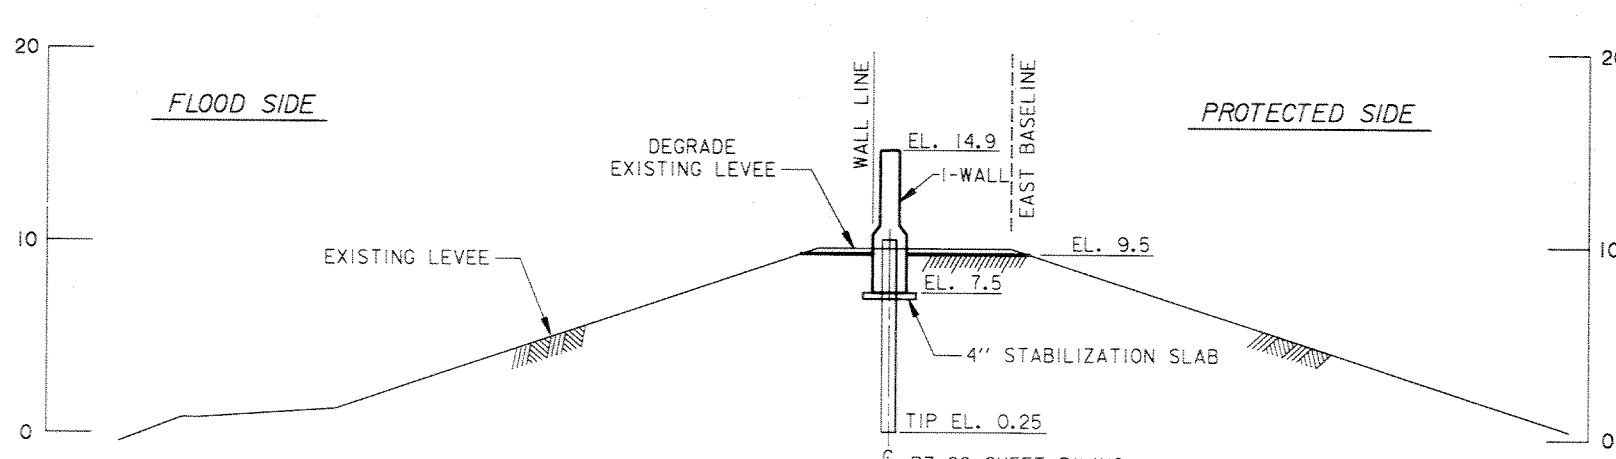 20
20
FLOOD SIDE
PROTECTED SIDE
WALL LINE
EAST BASELINE
DEGRADE
EXISTING LEVEE
EL. 14.9
I-WALL
10
10
EXISTING LEVEE
EL. 9.5
EL. 7.5
4'' STABILIZATION SLAB
TIP EL. 0.25
0
0